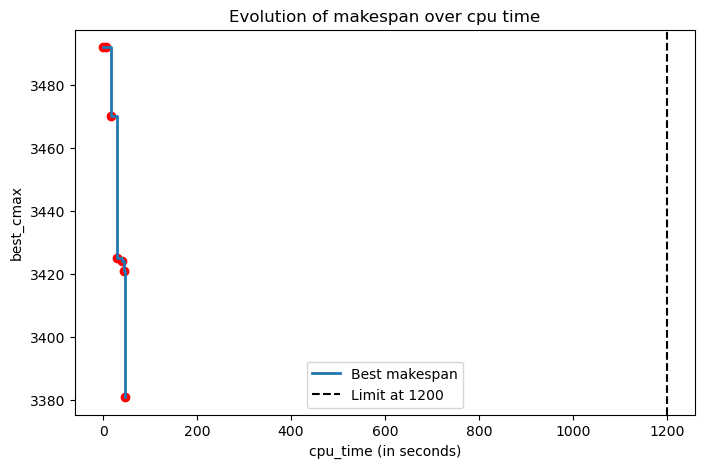 Evolution of makespan over cpu time
best_cmax
3480
3460
3440
3420
3400
3380
Best makespan
Limit at 1200
0 200 400 600 800 1000 1200
cpu_time (in seconds)